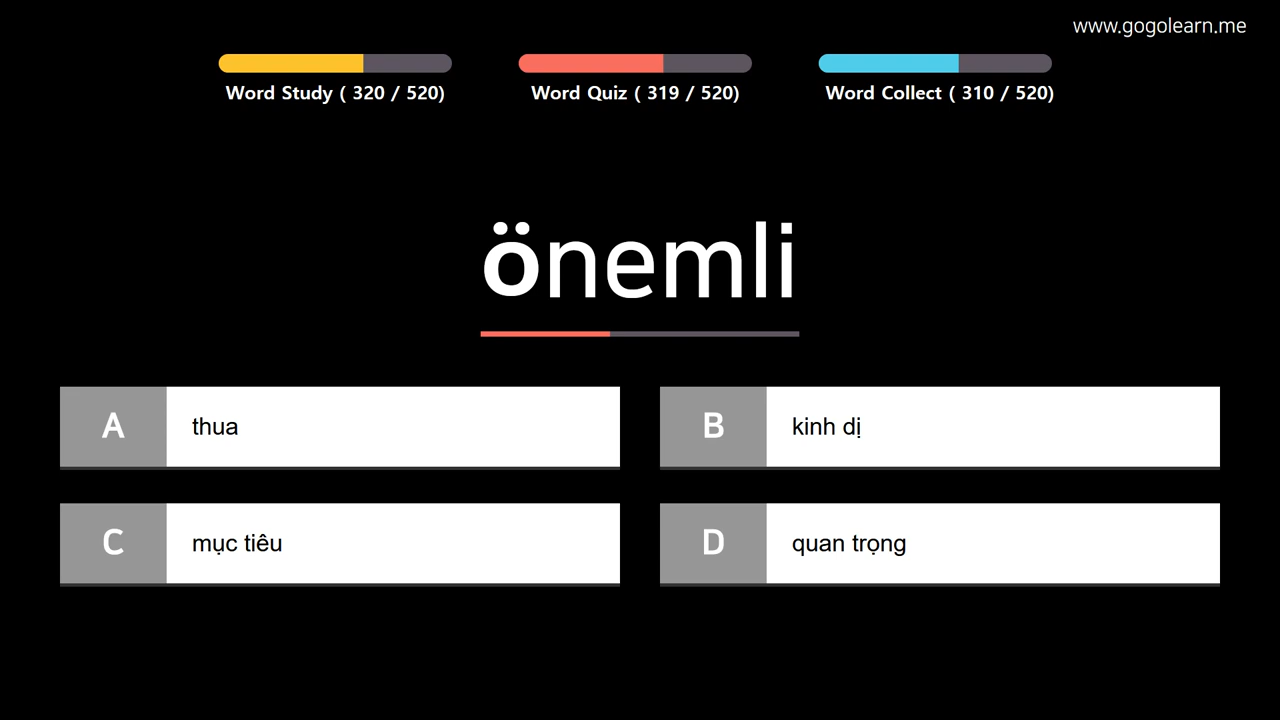 www.gogolearn.me
Word Study ( 320 / 520)
Word Quiz ( 319 / 520)
Word Collect ( 310 / 520)
önemli
A thua
B kinh dị
C mục tiêu
D quan trọng